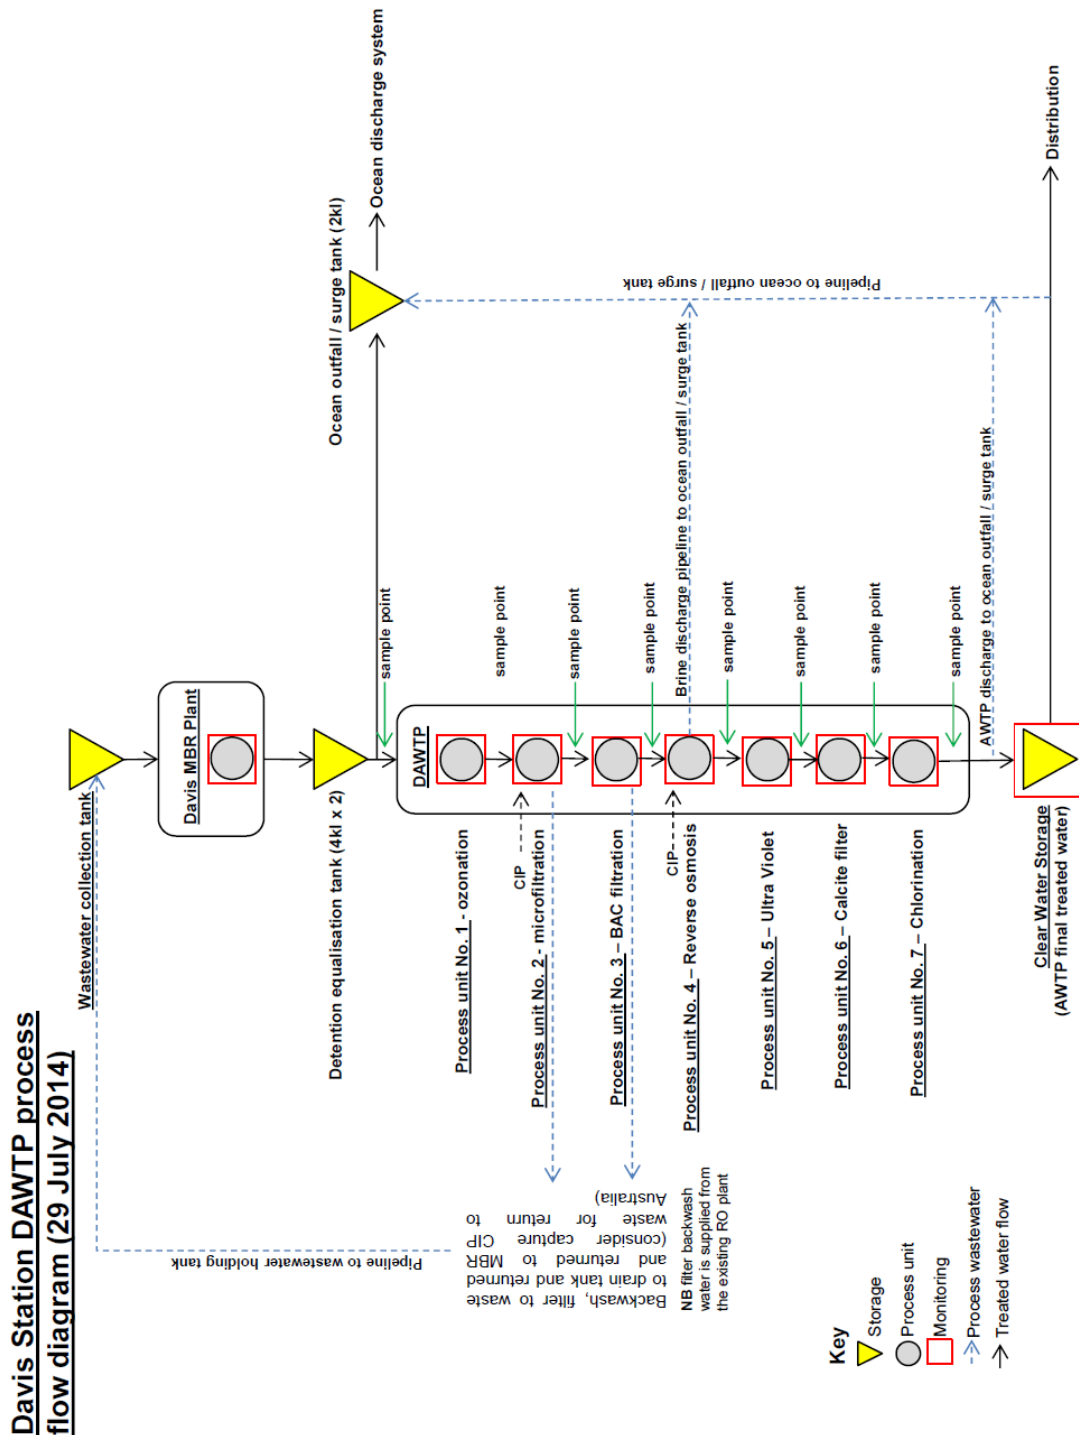 Davis Station DAWTP process
flow diagram (29 July 2014)
Wastewater collection tank
Davis MBR Plant
Detention equalisation tank (4kl x 2)
Ocean outfall / surge tank (2kl)
Ocean discharge system
sample point
DAWTP
Process unit No. 1 - ozonation
sample point
CIP
Process unit No. 2 - microfiltration
sample point
Process unit No. 3 – BAC filtration
sample point
CIP
Process unit No. 4 – Reverse osmosis
Brine discharge pipeline to ocean outfall / surge tank
sample point
Process unit No. 5 – Ultra Violet
sample point
Process unit No. 6 – Calcite filter
sample point
Process unit No. 7 – Chlorination
sample point
AWTP discharge to ocean outfall / surge tank
Pipeline to ocean outfall / surge tank
Clear Water Storage
(AWTP final treated water)
Distribution
Pipeline to wastewater holding tank
Backwash, filter to waste
to drain tank and returned
and returned to MBR
(consider capture CIP
waste for return to
Australia)
NB filter backwash
water is supplied from
the existing RO plant
Key
Storage
Process unit
Monitoring
Process wastewater
Treated water flow